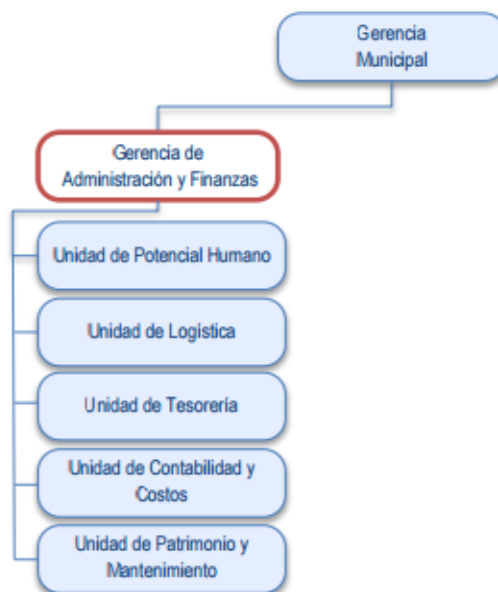 Gerencia
Municipal
Gerencia de
Administración y Finanzas
Unidad de Potencial Humano
Unidad de Logística
Unidad de Tesorería
Unidad de Contabilidad y
Costos
Unidad de Patrimonio y
Mantenimiento